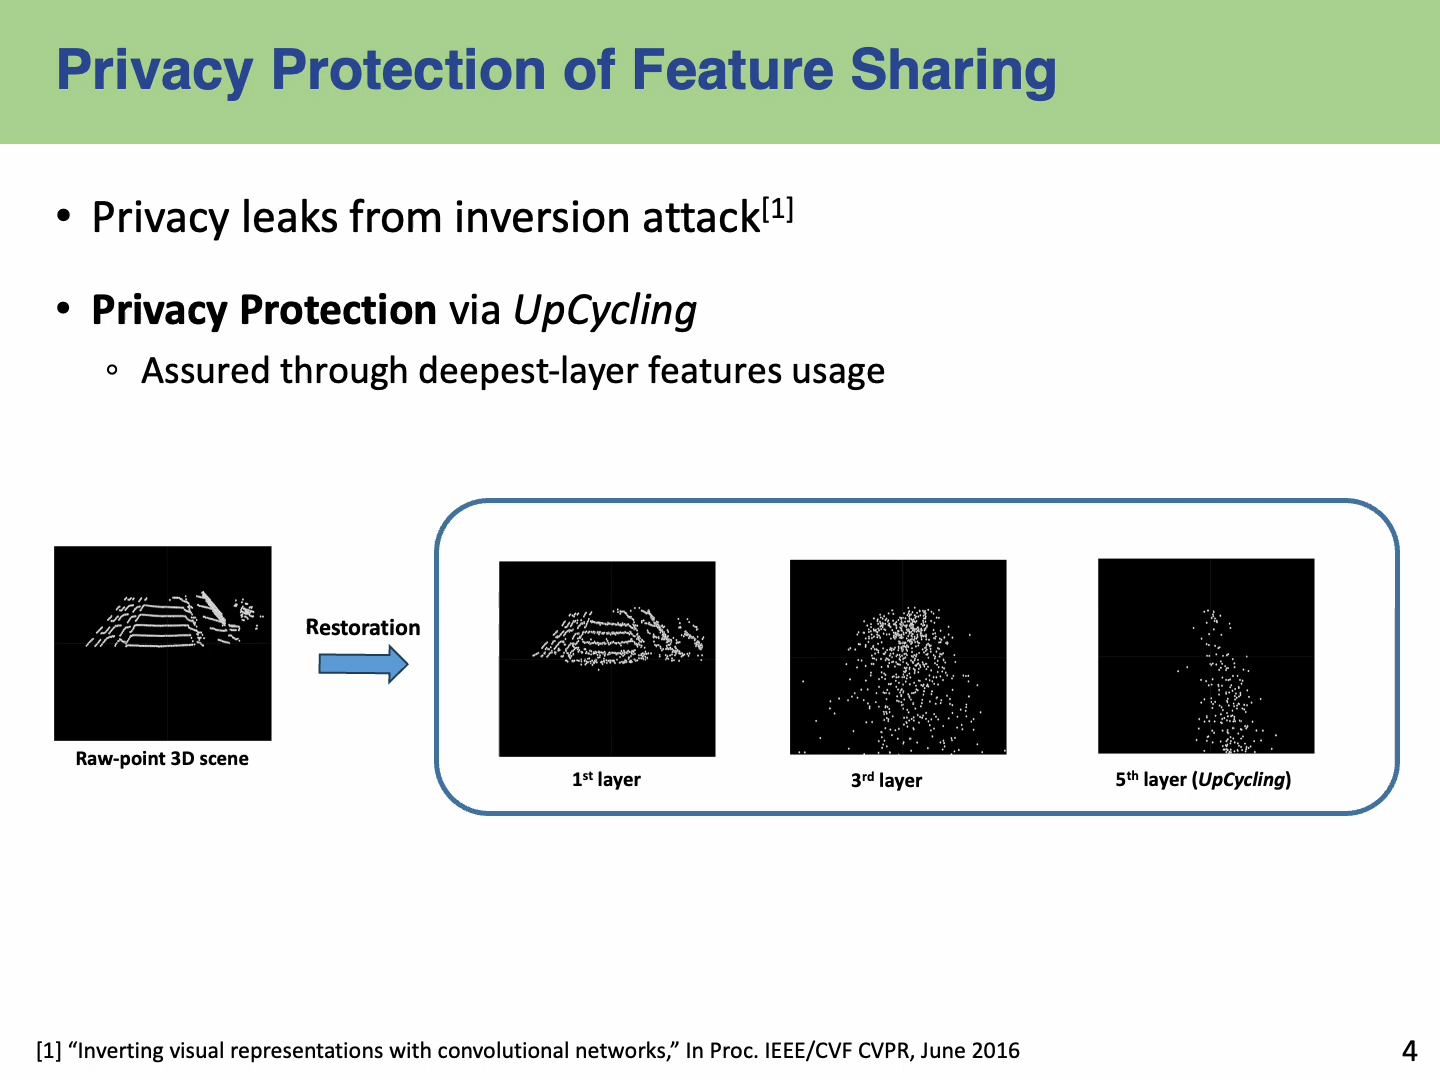 Privacy Protection of Feature Sharing
• Privacy leaks from inversion attack[1]
• Privacy Protection via UpCycling
◦ Assured through deepest-layer features usage
Restoration
Raw-point 3D scene
1st layer
3rd layer
5th layer (UpCycling)
[1] “Inverting visual representations with convolutional networks,” In Proc. IEEE/CVF CVPR, June 2016
4